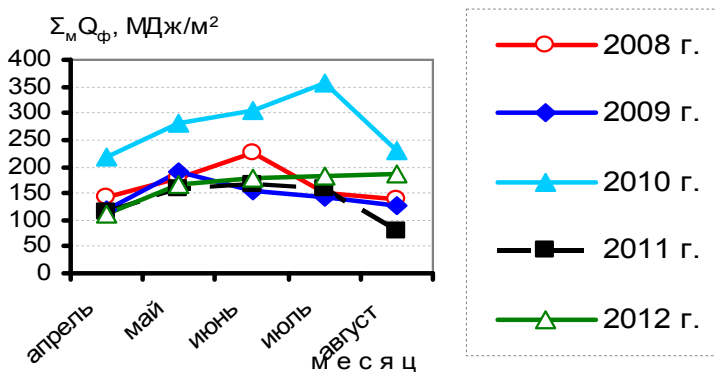 ΣмQф, МДж/м²
400
350
300
250
200
150
100
50
0
апрель
май
июнь
июль
август
м е с я ц
2008 г.
2009 г.
2010 г.
2011 г.
2012 г.